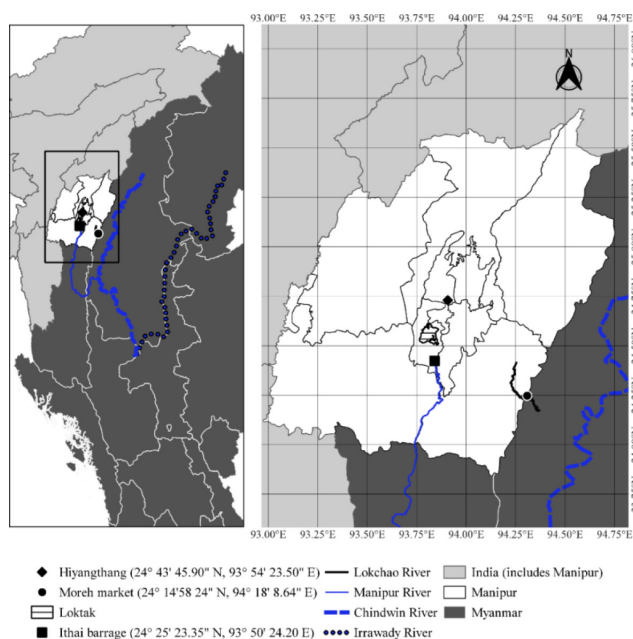 93.00°E 93.25°E 93.50°E 93.75°E 94.00°E 94.25°E 94.50°E 94.75°E
N
93.00°E 93.25°E 93.50°E 93.75°E 94.00°E 94.25°E 94.50°E 94.75°E
Hiyangthang (24° 43' 45.90" N, 93° 54' 23.50" E)
Moreh market (24° 14'58 24" N, 94° 18' 8.64" E)
Loktak
Ithai barrage (24° 25' 23.35" N, 93° 50' 24.20 E)
Lokchao River
Manipur River
Chindwin River
Irrawady River
India (includes Manipur)
Manipur
Myanmar